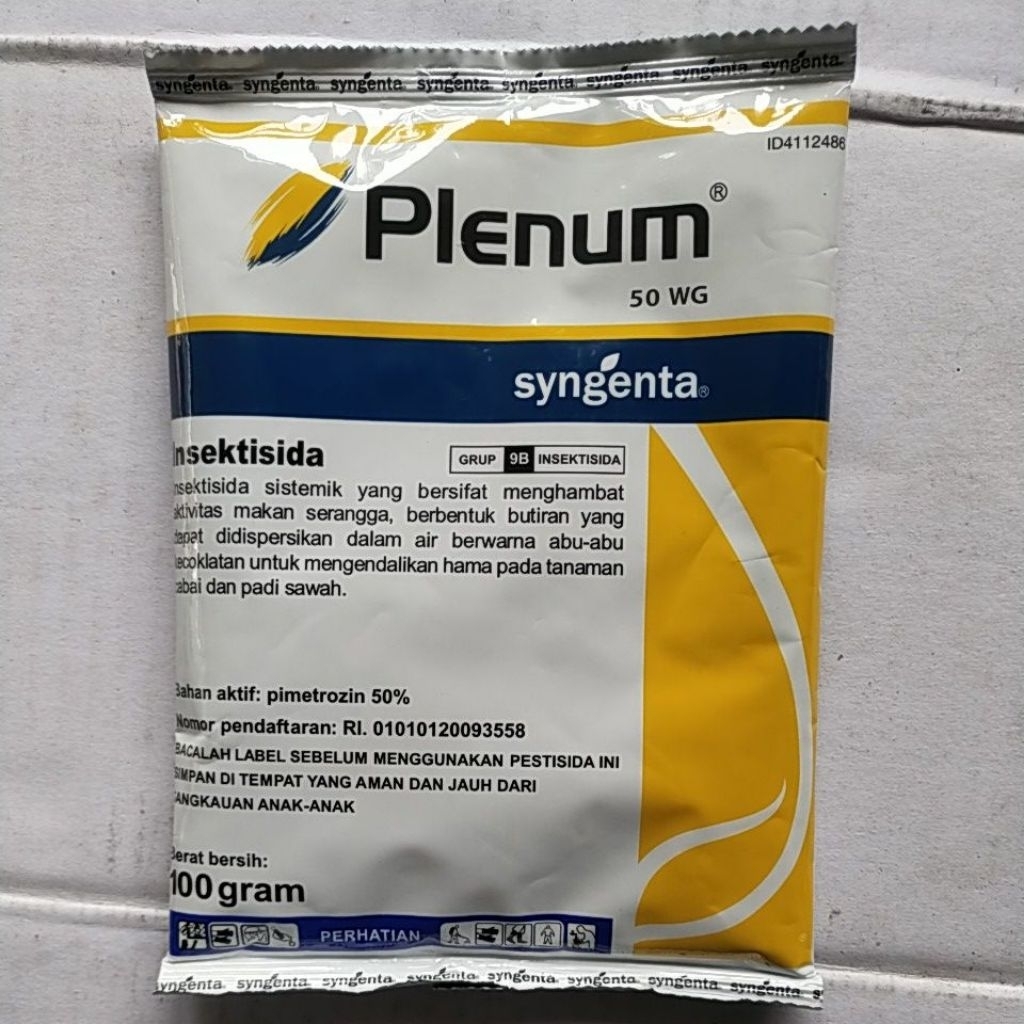 syngenta. syngenta. syngenta. syngenta. syngenta. syngenta. syngenta. syngenta.
ID4112486
Plenum®
50 WG
syngenta®
Insektisida
GRUP 9B INSEKTISIDA
Insektisida sistemik yang bersifat menghambat
aktivitas makan serangga, berbentuk butiran yang
dapat didispersikan dalam air berwarna abu-abu
kecoklatan untuk mengendalikan hama pada tanaman
cabai dan padi sawah.
Bahan aktif: pimetrozin 50%
Nomor pendaftaran: RI. 01010120093558
BACALAH LABEL SEBELUM MENGGUNAKAN PESTISIDA INI
SIMPAN DI TEMPAT YANG AMAN DAN JAUH DARI
JANGKAUAN ANAK-ANAK
Berat bersih:
100 gram
PERHATIAN
syngenta. syngenta. syngenta. syngenta. syngenta. syngenta. syngenta. syngenta. s